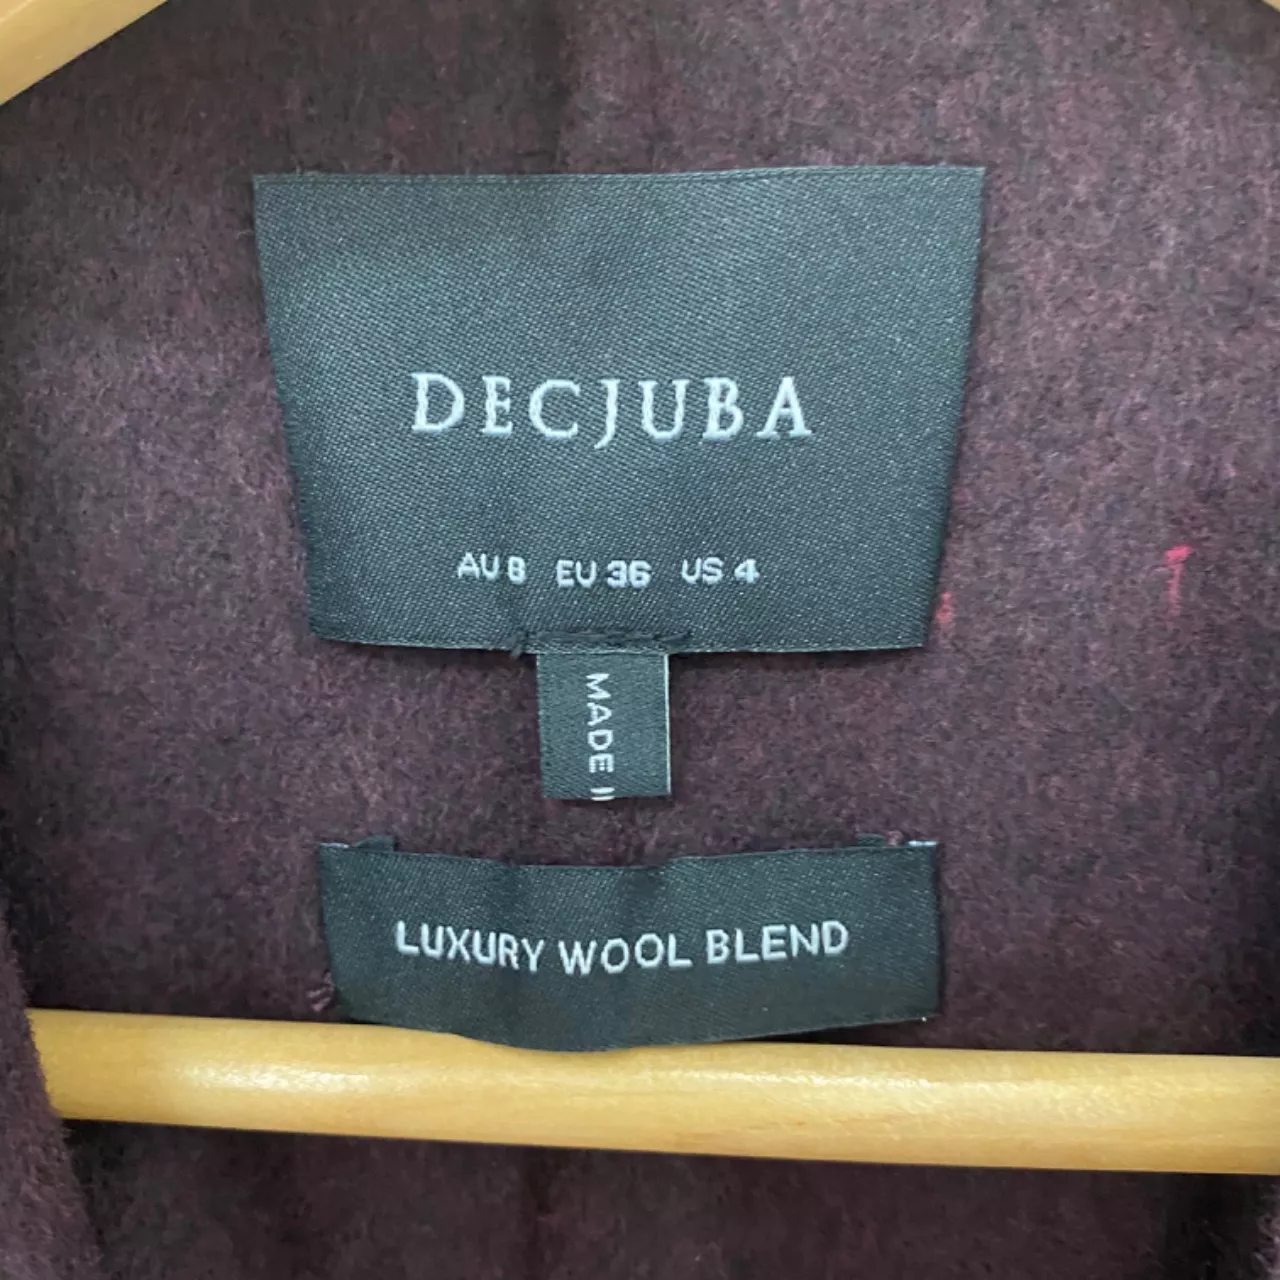 DECJUBA
AU 8 EU 36 US 4
MADE
LUXURY WOOL BLEND